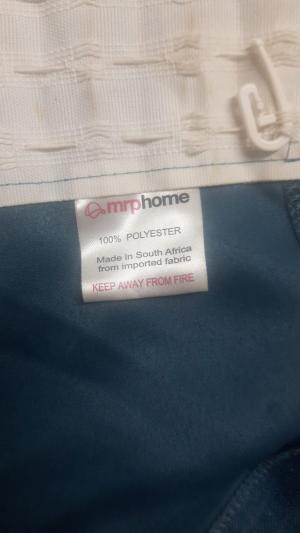 mrphome
100% POLYESTER
Made in South Africa
from imported fabric
KEEP AWAY FROM FIRE